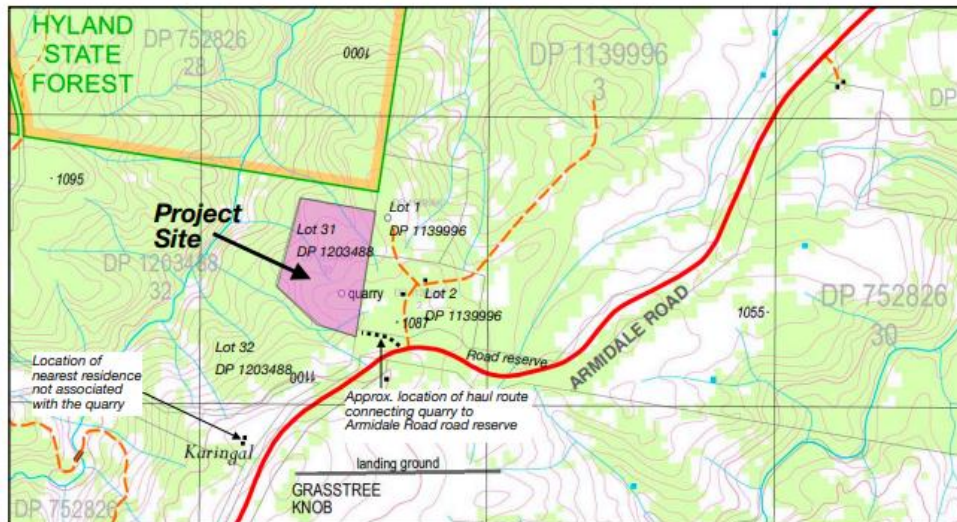 HYLAND
STATE
FOREST
DP 752826
28
1000
DP 1139996
3
DP
1095
Project
Site
Lot 31
DP 1203488
Lot 1
DP 1139996
DP 1203488
32
quarry
Lot 2
DP 1139996
1087
DP 752826
30
1055
ARMIDALE ROAD
Road reserve
Location of
nearest residence
not associated
with the quarry
Lot 32
DP 1203488
1100
Approx. location of haul route
connecting quarry to
Armidale Road road reserve
Karingal
landing ground
GRASSTREE
KNOB
DP 752826